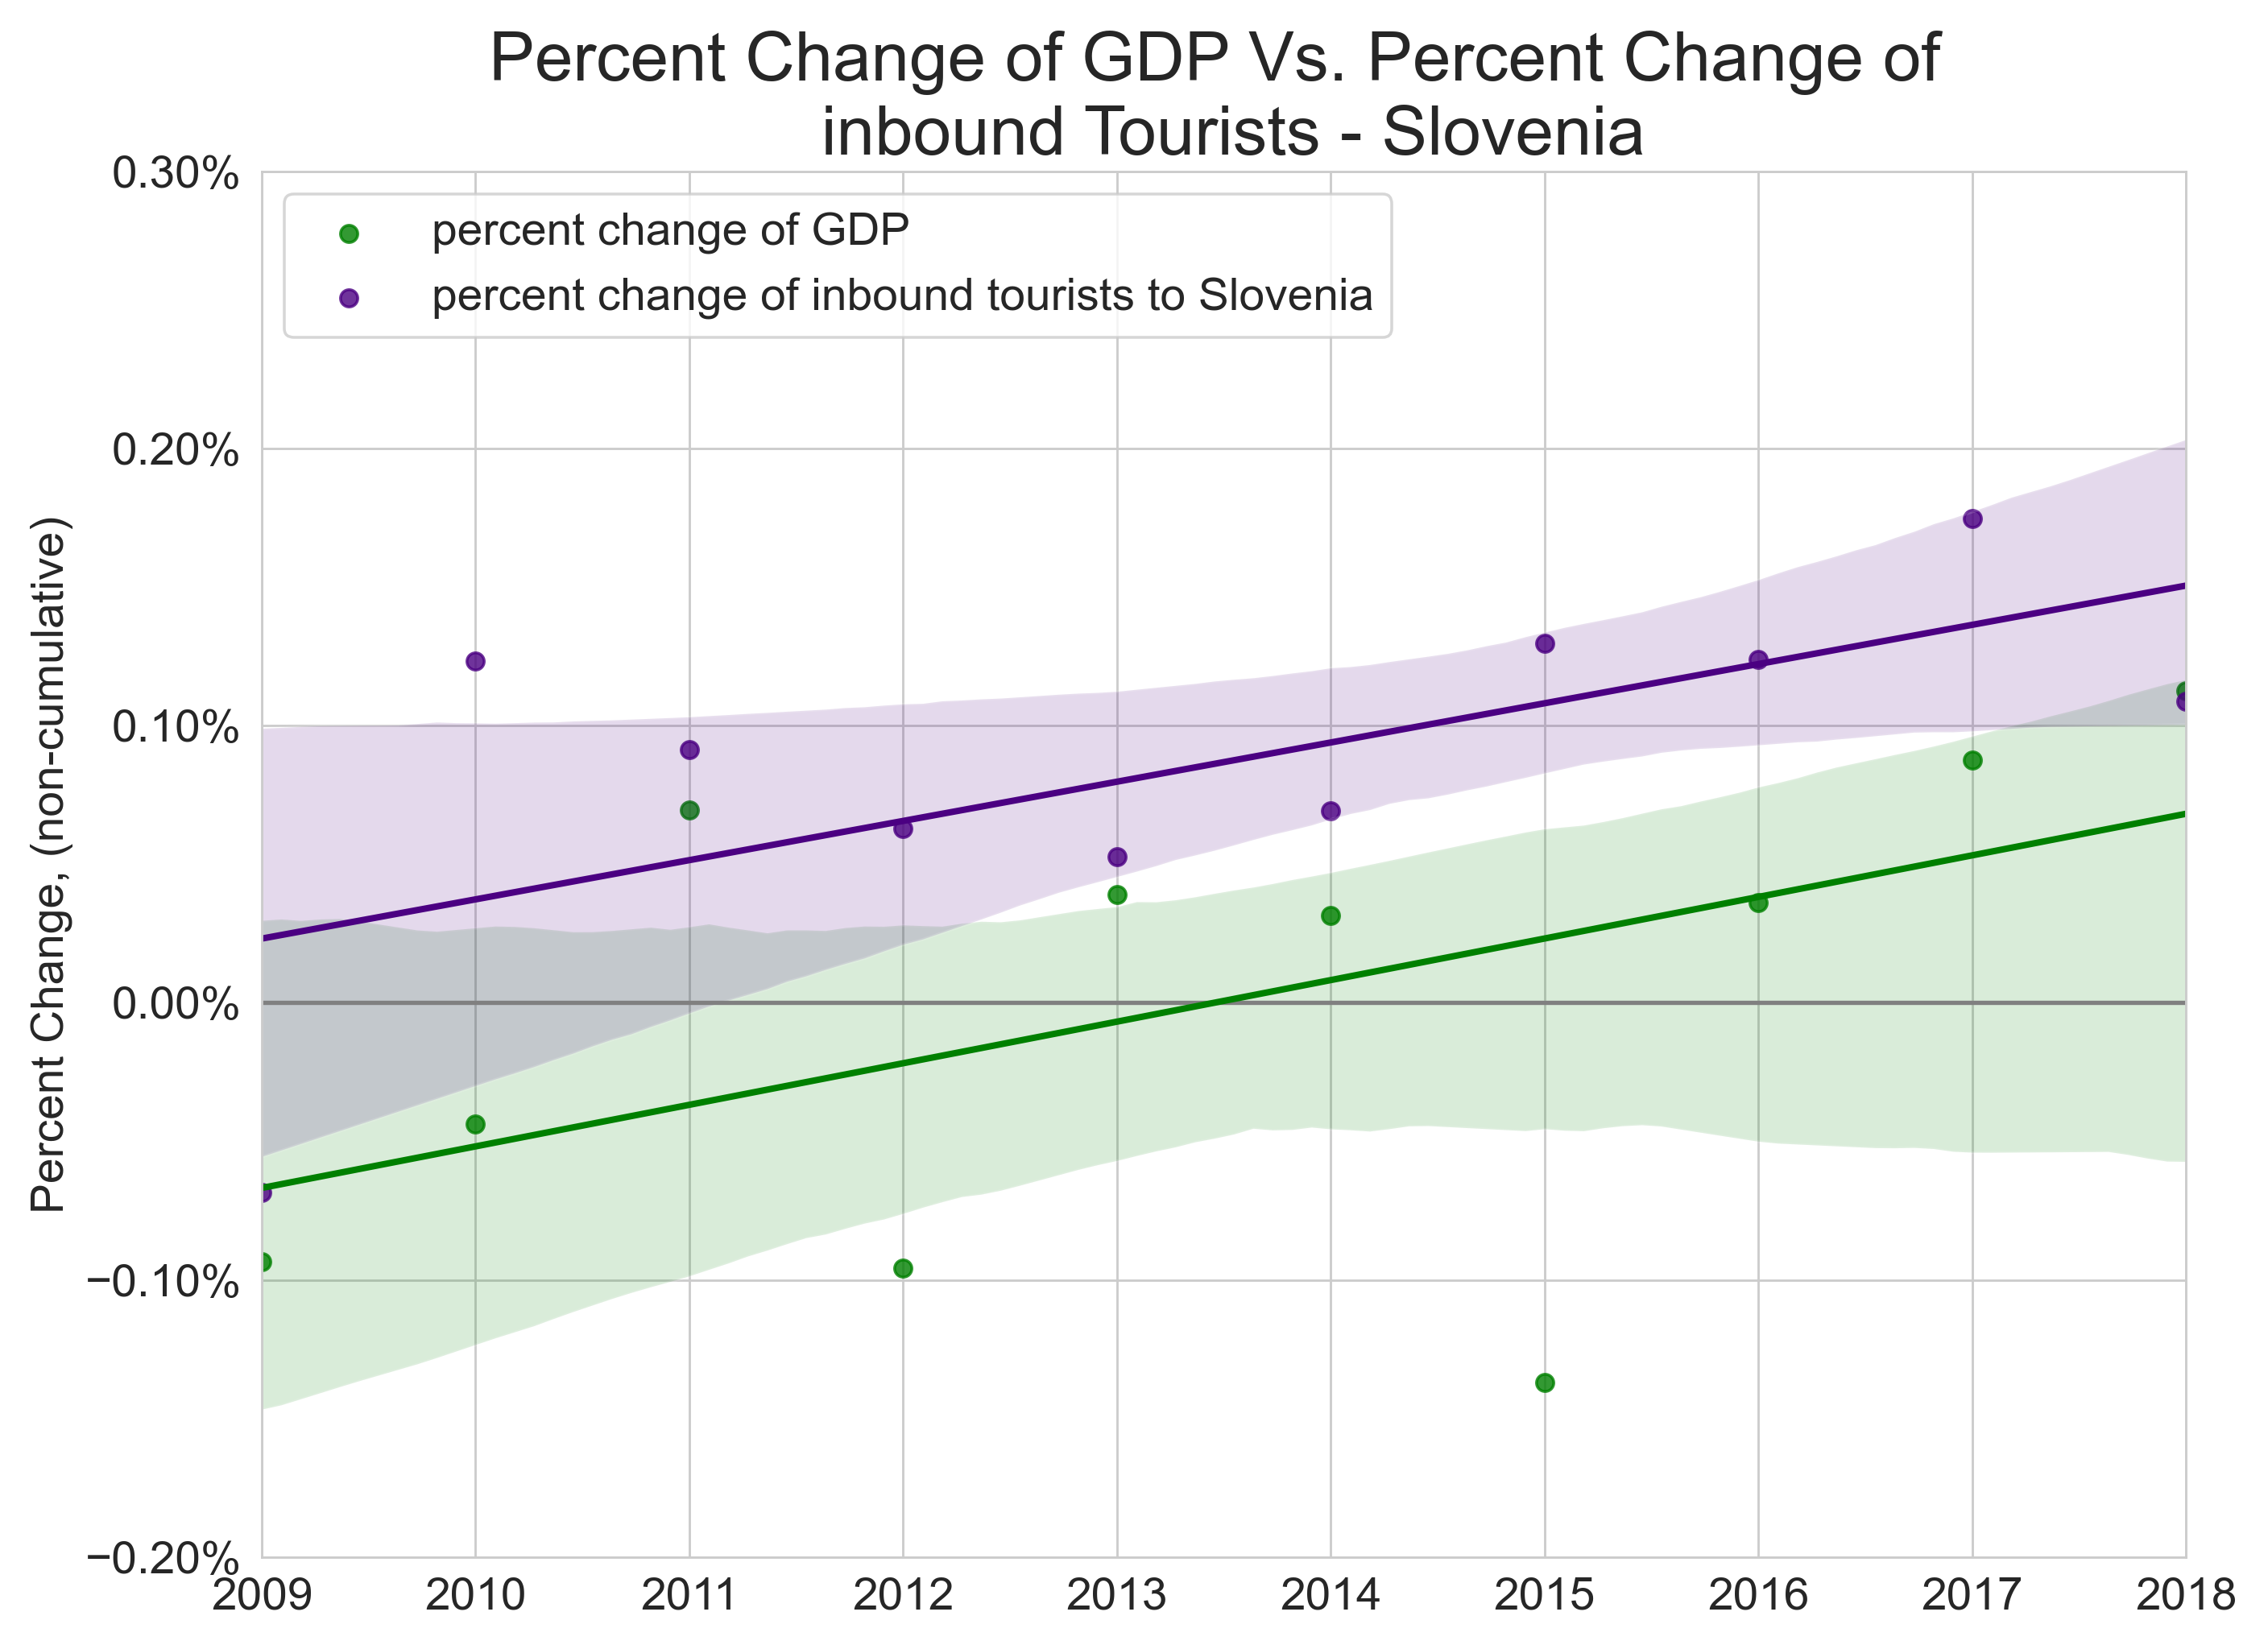 Percent Change of GDP Vs. Percent Change of
inbound Tourists - Slovenia
percent change of GDP
percent change of inbound tourists to Slovenia
Percent Change, (non-cumulative)
0.30%
0.20%
0.10%
0.00%
−0.10%
−0.20%
2009 2010 2011 2012 2013 2014 2015 2016 2017 2018